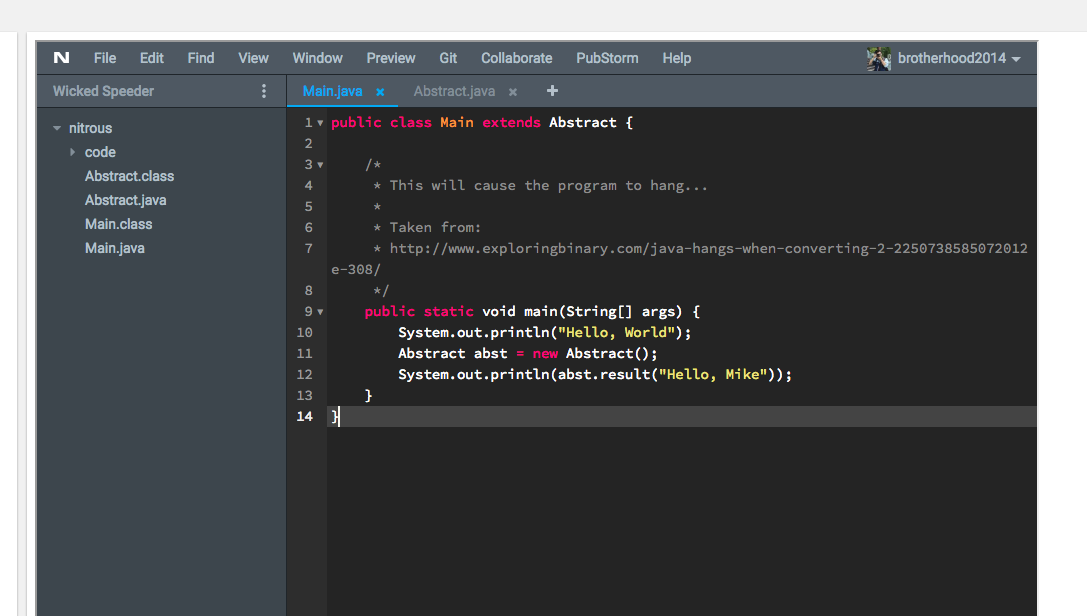 N File Edit Find View Window Preview Git Collaborate PubStorm Help brotherhood2014
Wicked Speeder
Main.java × Abstract.java × +
nitrous
code
Abstract.class
Abstract.java
Main.class
Main.java
1 public class Main extends Abstract {
2
3 /*
4 * This will cause the program to hang...
5 *
6 * Taken from:
7 * http://www.exploringbinary.com/java-hangs-when-converting-2-2250738585072012
e-308/
8 */
9 public static void main(String[] args) {
10 System.out.println("Hello, World");
11 Abstract abst = new Abstract();
12 System.out.println(abst.result("Hello, Mike"));
13 }
14 }